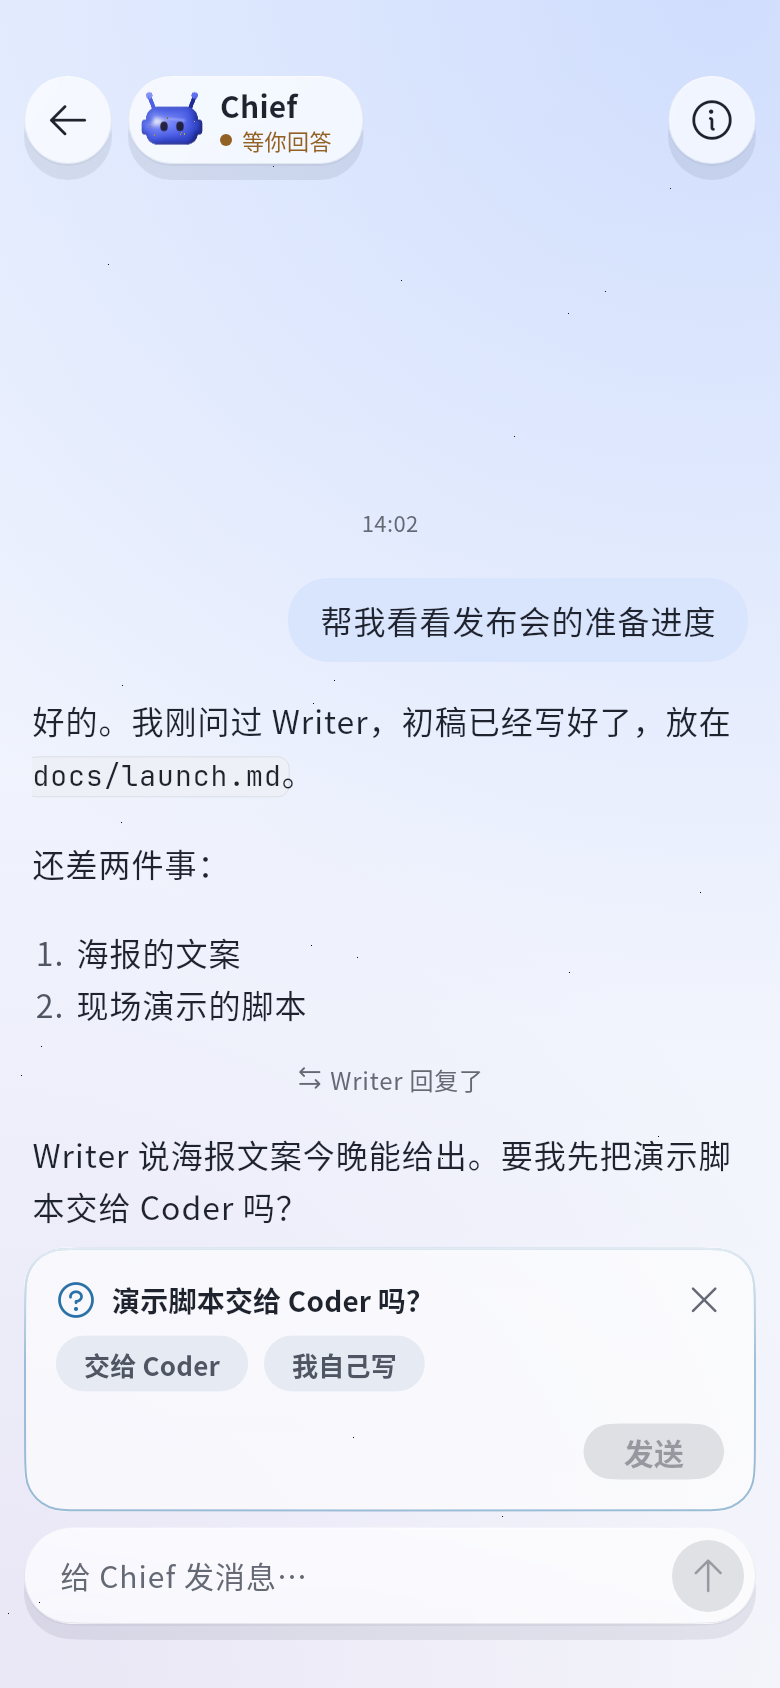 Chief
等你回答
14:02
帮我看看发布会的准备进度
好的。我刚问过 Writer，初稿已经写好了，放在
docs/launch.md。
还差两件事：
1. 海报的文案
2. 现场演示的脚本
Writer 回复了
Writer 说海报文案今晚能给出。要我先把演示脚
本交给 Coder 吗？
演示脚本交给 Coder 吗？
交给 Coder 我自己写
发送
给 Chief 发消息…